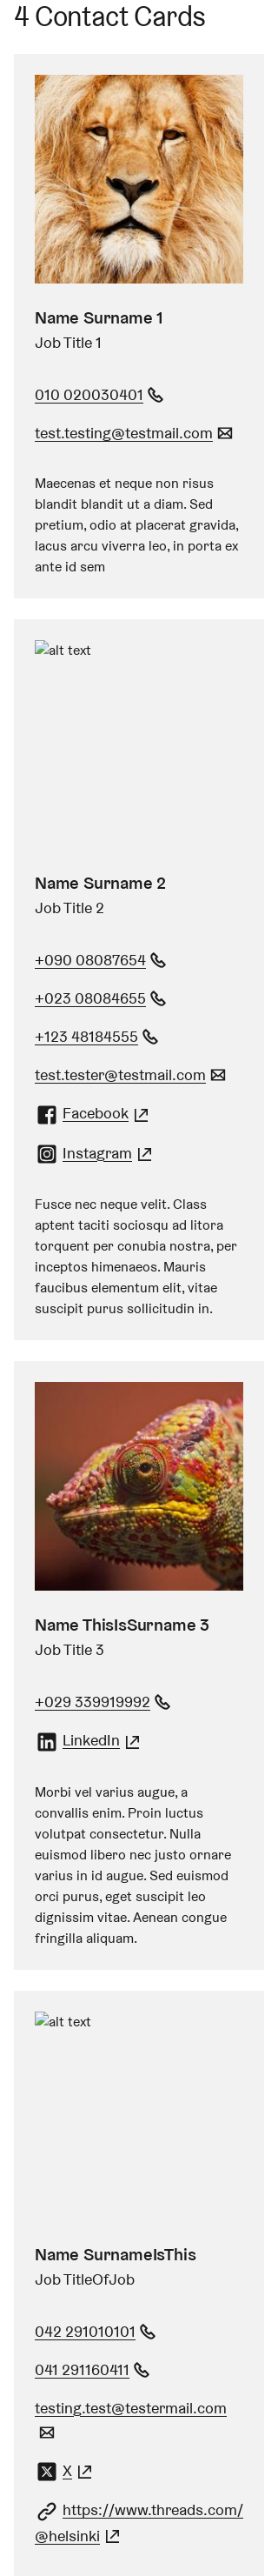 4 Contact Cards
Name Surname 1
Job Title 1
010 020030401
test.testing@testmail.com
Maecenas et neque non risus
blandit blandit ut a diam. Sed
pretium, odio at placerat gravida,
lacus arcu viverra leo, in porta ex
ante id sem
alt text
Name Surname 2
Job Title 2
+090 08087654
+023 08084655
+123 48184555
test.tester@testmail.com
Facebook
Instagram
Fusce nec neque velit. Class
aptent taciti sociosqu ad litora
torquent per conubia nostra, per
inceptos himenaeos. Mauris
faucibus elementum elit, vitae
suscipit purus sollicitudin in.
Name ThisIsSurname 3
Job Title 3
+029 339919992
LinkedIn
Morbi vel varius augue, a
convallis enim. Proin luctus
volutpat consectetur. Nulla
euismod libero nec justo ornare
varius in id augue. Sed euismod
orci purus, eget suscipit leo
dignissim vitae. Aenean congue
fringilla aliquam.
alt text
Name SurnameIsThis
Job TitleOfJob
042 291010101
041 291160411
testing.test@testermail.com
X
https://www.threads.com/
@helsinki